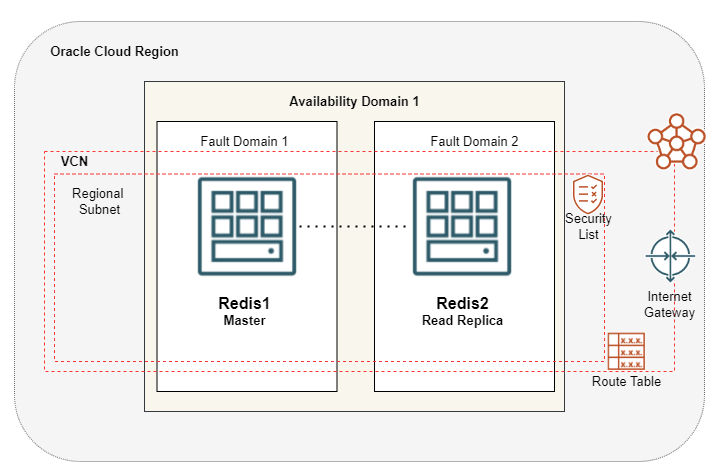 Oracle Cloud Region
Availability Domain 1
Fault Domain 1
Fault Domain 2
VCN
Regional
Subnet
Security
List
Redis1
Master
Redis2
Read Replica
Internet
Gateway
x.x.x.
x.x.x.
x.x.x.
Route Table